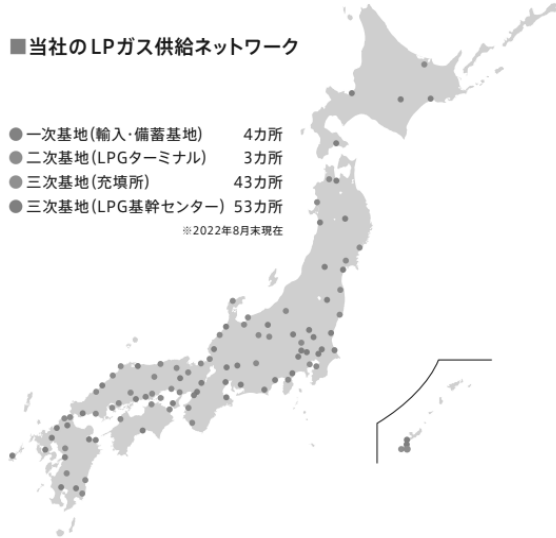 ■当社のLPガス供給ネットワーク
●一次基地(輸入・備蓄基地) 4カ所
●二次基地(LPGターミナル) 3カ所
●三次基地(充填所) 43カ所
●三次基地(LPG基幹センター) 53カ所
※2022年8月末現在